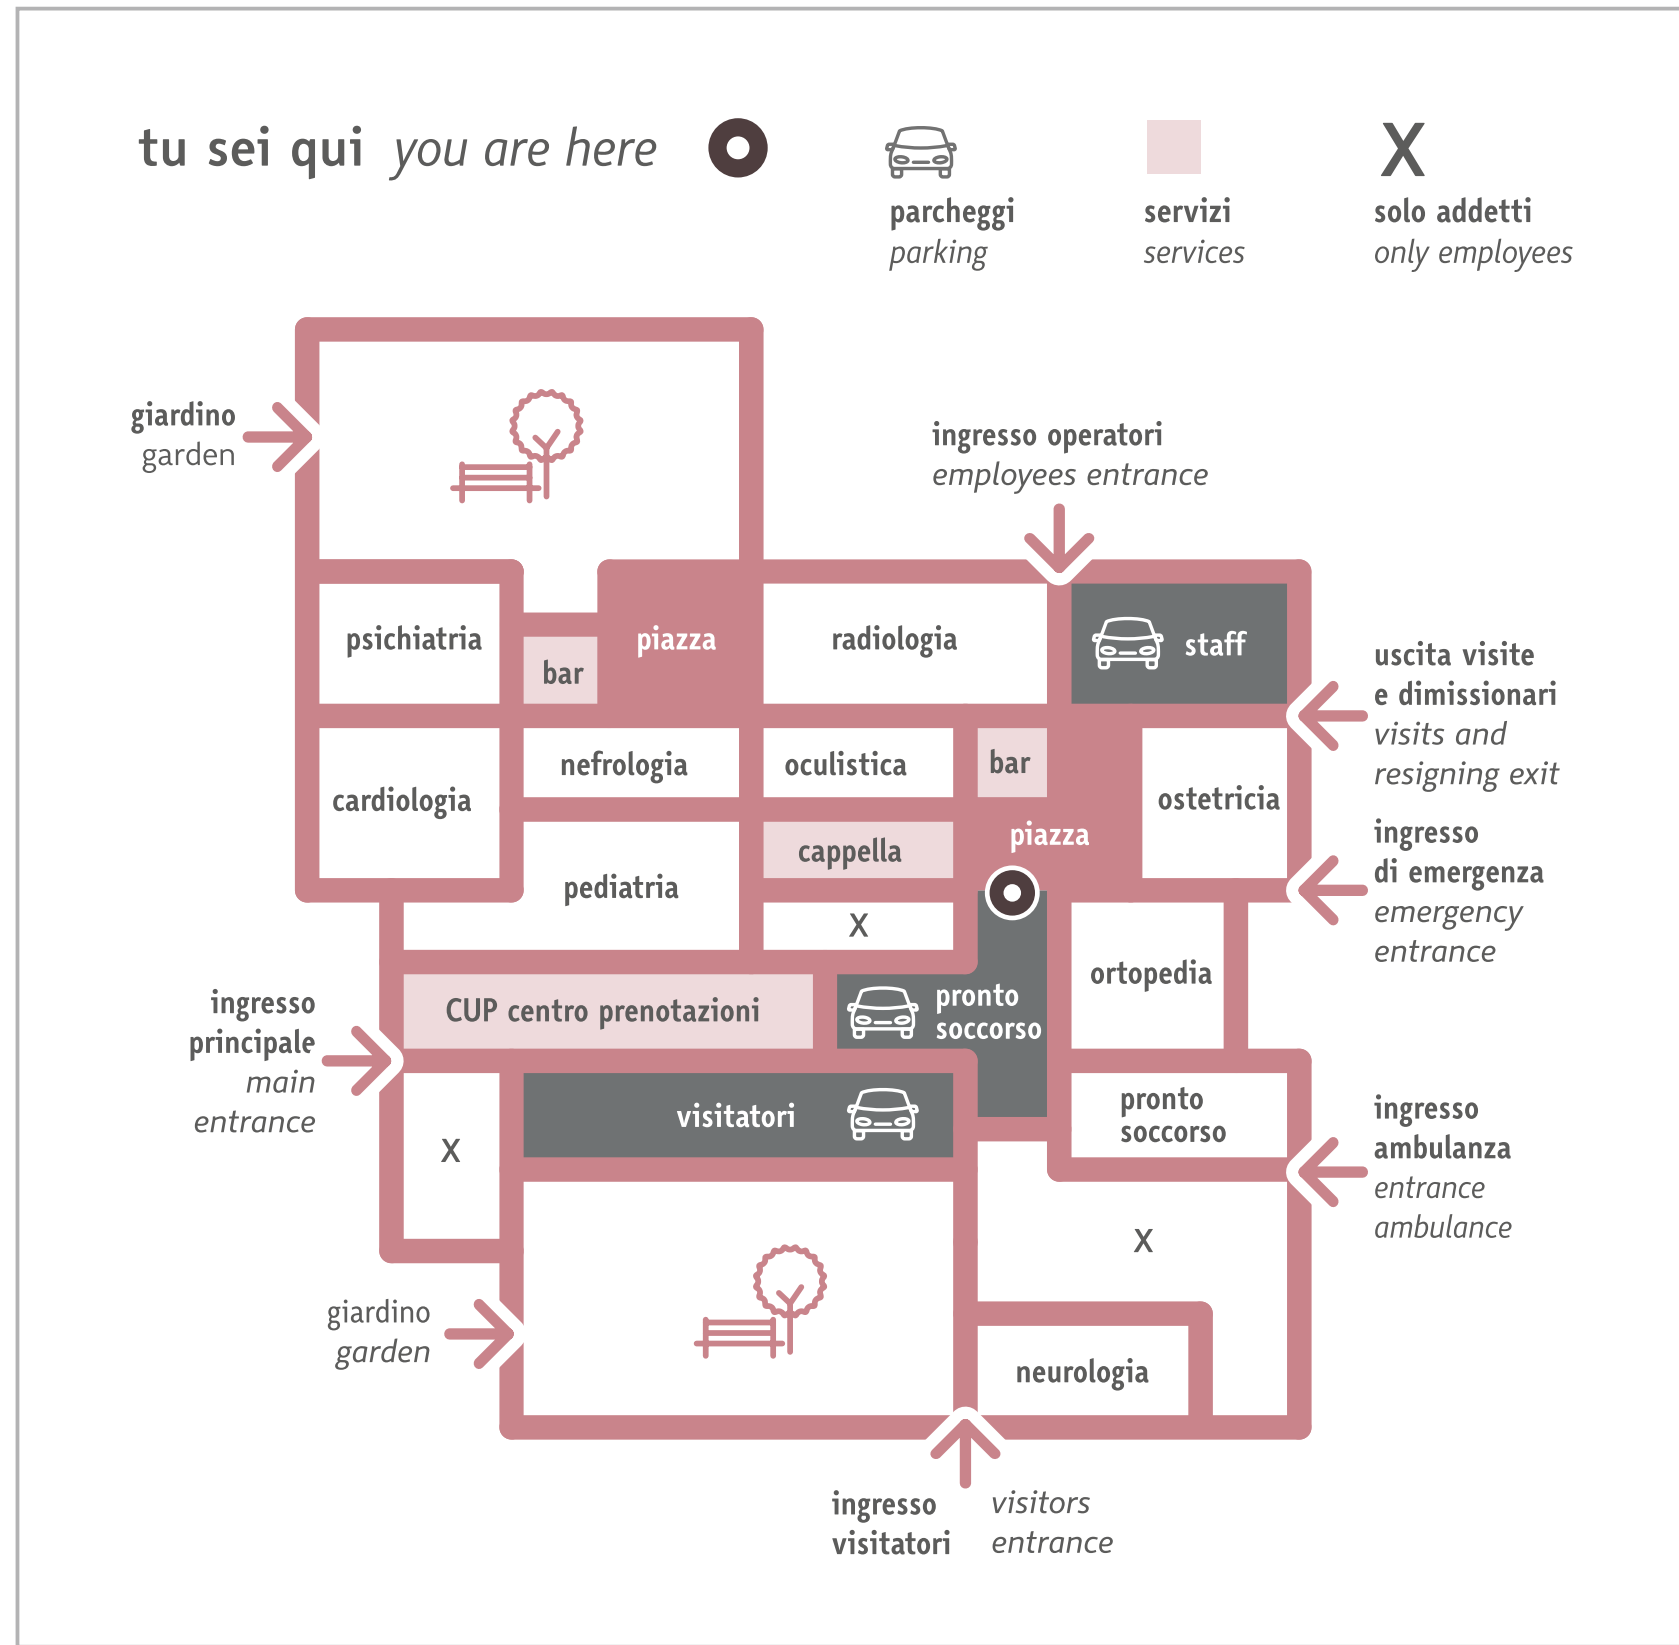 tu sei qui you are here
parcheggi
parking
servizi
services
X
solo addetti
only employees
giardino
garden
ingresso operatori
employees entrance
psichiatria
bar
piazza
radiologia
staff
uscita visite
e dimissionari
visits and
resigning exit
cardiologia
nefrologia
oculistica
bar
ostetricia
piazza
cappella
pediatria
X
ingresso
di emergenza
emergency
entrance
ortopedia
ingresso
principale
main
entrance
CUP centro prenotazioni
pronto
soccorso
visitatori
pronto
soccorso
X
ingresso
ambulanza
entrance
ambulance
X
giardino
garden
neurologia
ingresso
visitatori
visitors
entrance